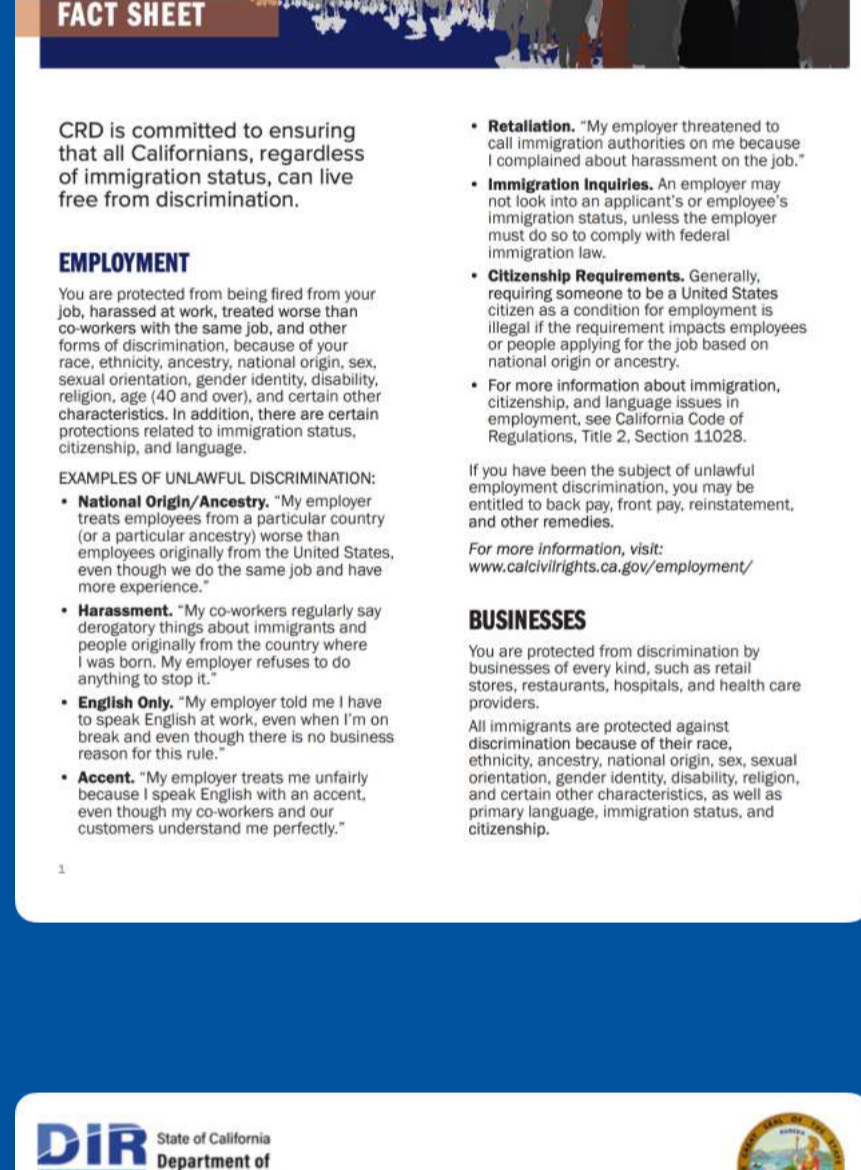 FACT SHEET
CRD is committed to ensuring
that all Californians, regardless
of immigration status, can live
free from discrimination.
EMPLOYMENT
You are protected from being fired from your
job, harassed at work, treated worse than
co-workers with the same job, and other
forms of discrimination, because of your
race, ethnicity, ancestry, national origin, sex,
sexual orientation, gender identity, disability,
religion, age (40 and over), and certain other
characteristics. In addition, there are certain
protections related to immigration status,
citizenship, and language.
EXAMPLES OF UNLAWFUL DISCRIMINATION:
• National Origin/Ancestry. "My employer
treats employees from a particular country
(or a particular ancestry) worse than
employees originally from the United States,
even though we do the same job and have
more experience."
• Harassment. "My co-workers regularly say
derogatory things about immigrants and
people originally from the country where
I was born. My employer refuses to do
anything to stop it."
• English Only. "My employer told me I have
to speak English at work, even when I'm on
break and even though there is no business
reason for this rule."
• Accent. "My employer treats me unfairly
because I speak English with an accent,
even though my co-workers and our
customers understand me perfectly."
1
• Retaliation. "My employer threatened to
call immigration authorities on me because
I complained about harassment on the job."
• Immigration Inquiries. An employer may
not look into an applicant's or employee's
immigration status, unless the employer
must do so to comply with federal
immigration law.
• Citizenship Requirements. Generally,
requiring someone to be a United States
citizen as a condition for employment is
illegal if the requirement impacts employees
or people applying for the job based on
national origin or ancestry.
• For more information about immigration,
citizenship, and language issues in
employment, see California Code of
Regulations, Title 2, Section 11028.
If you have been the subject of unlawful
employment discrimination, you may be
entitled to back pay, front pay, reinstatement,
and other remedies.
For more information, visit:
www.calcivilrights.ca.gov/employment/
BUSINESSES
You are protected from discrimination by
businesses of every kind, such as retail
stores, restaurants, hospitals, and health care
providers.
All immigrants are protected against
discrimination because of their race,
ethnicity, ancestry, national origin, sex, sexual
orientation, gender identity, disability, religion,
and certain other characteristics, as well as
primary language, immigration status, and
citizenship.
DIR
State of California
Department of
GREAT SEAL OF THE STATE
EUREKA